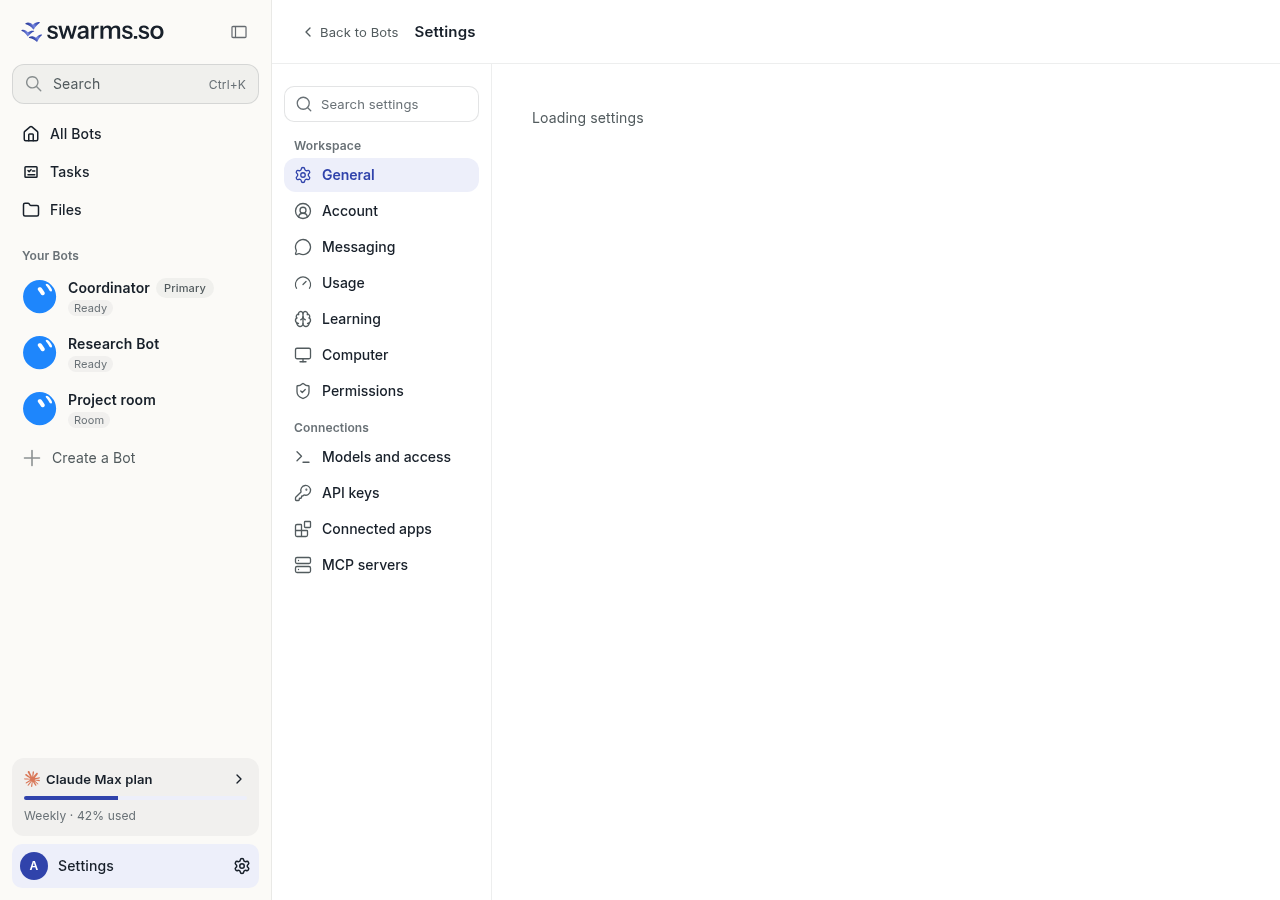 swarms.so
Search Ctrl+K
All Bots
Tasks
Files
Your Bots
Coordinator Primary
Ready
Research Bot
Ready
Project room
Room
Create a Bot
Claude Max plan
Weekly · 42% used
A Settings
Back to Bots Settings
Search settings
Workspace
General
Account
Messaging
Usage
Learning
Computer
Permissions
Connections
Models and access
API keys
Connected apps
MCP servers
Loading settings